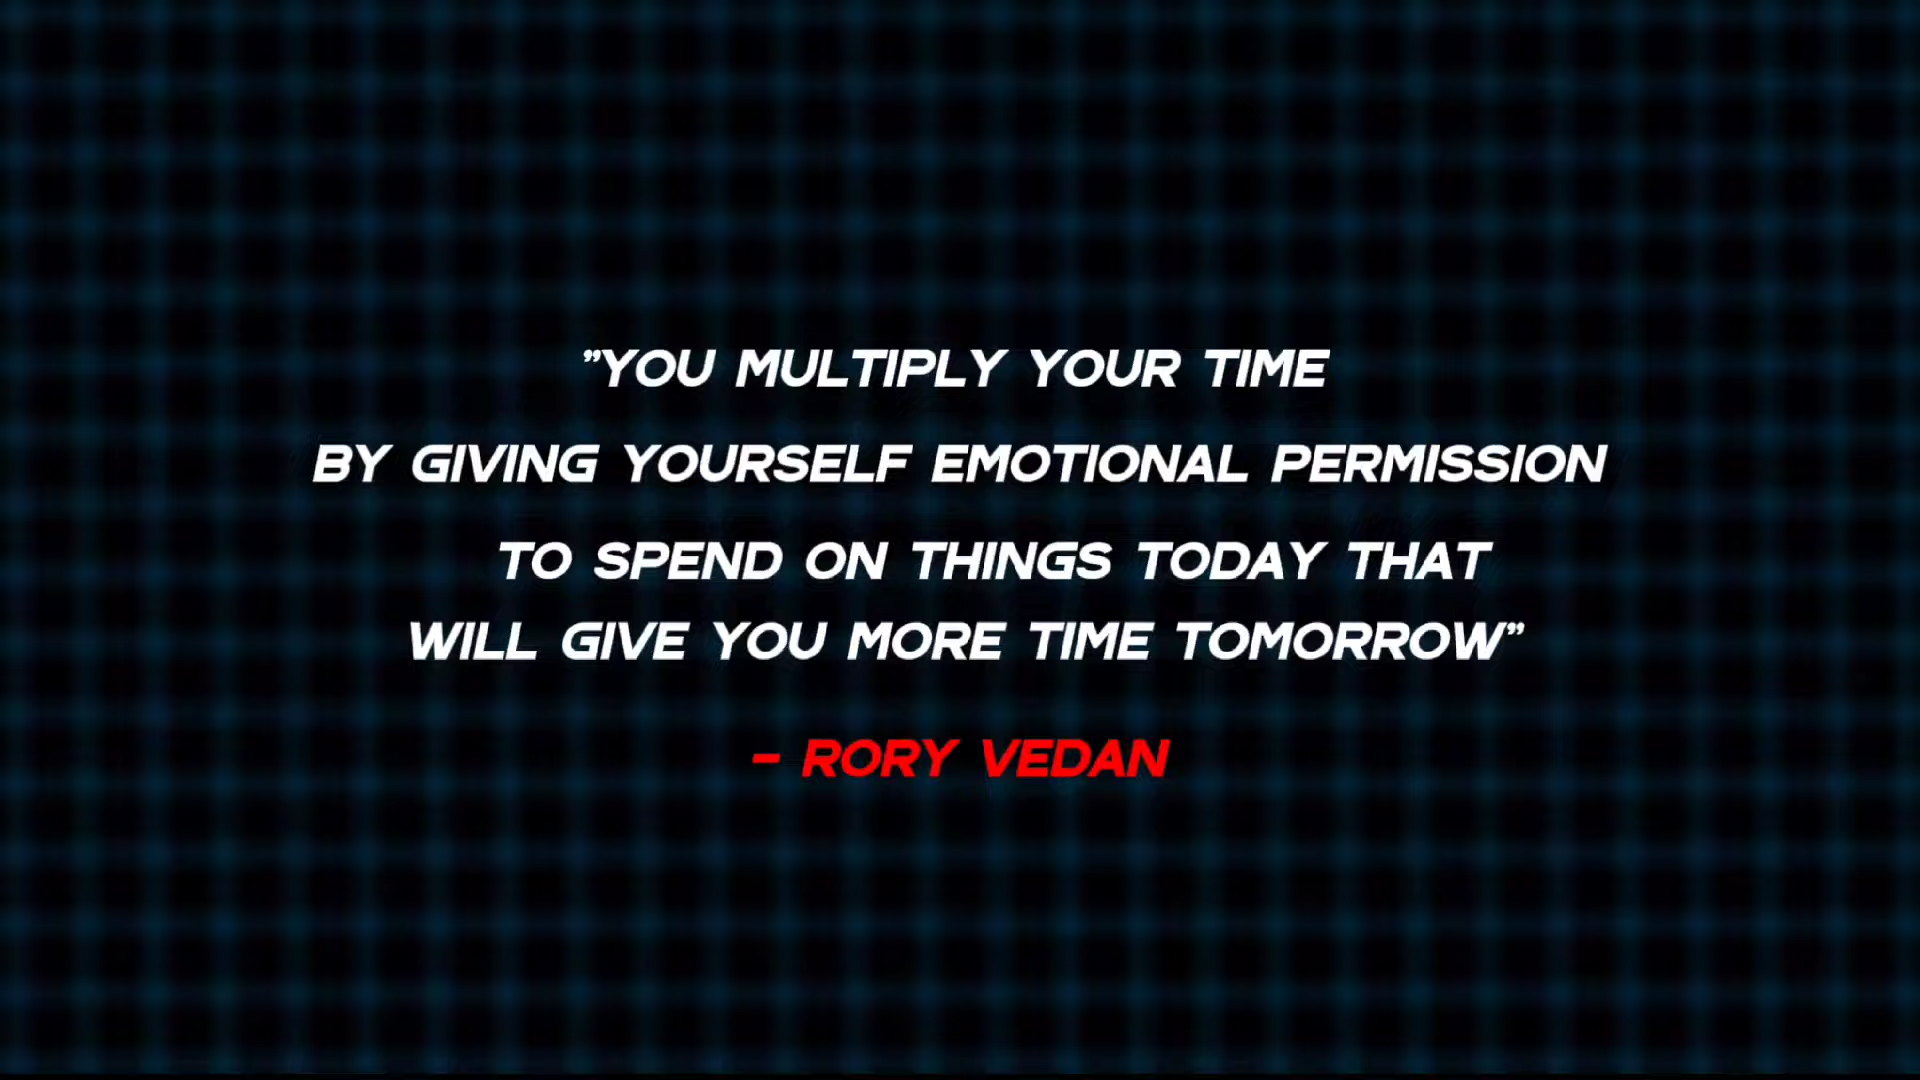 ”YOU MULTIPLY YOUR TIME
BY GIVING YOURSELF EMOTIONAL PERMISSION
TO SPEND ON THINGS TODAY THAT
WILL GIVE YOU MORE TIME TOMORROW”
- RORY VEDAN